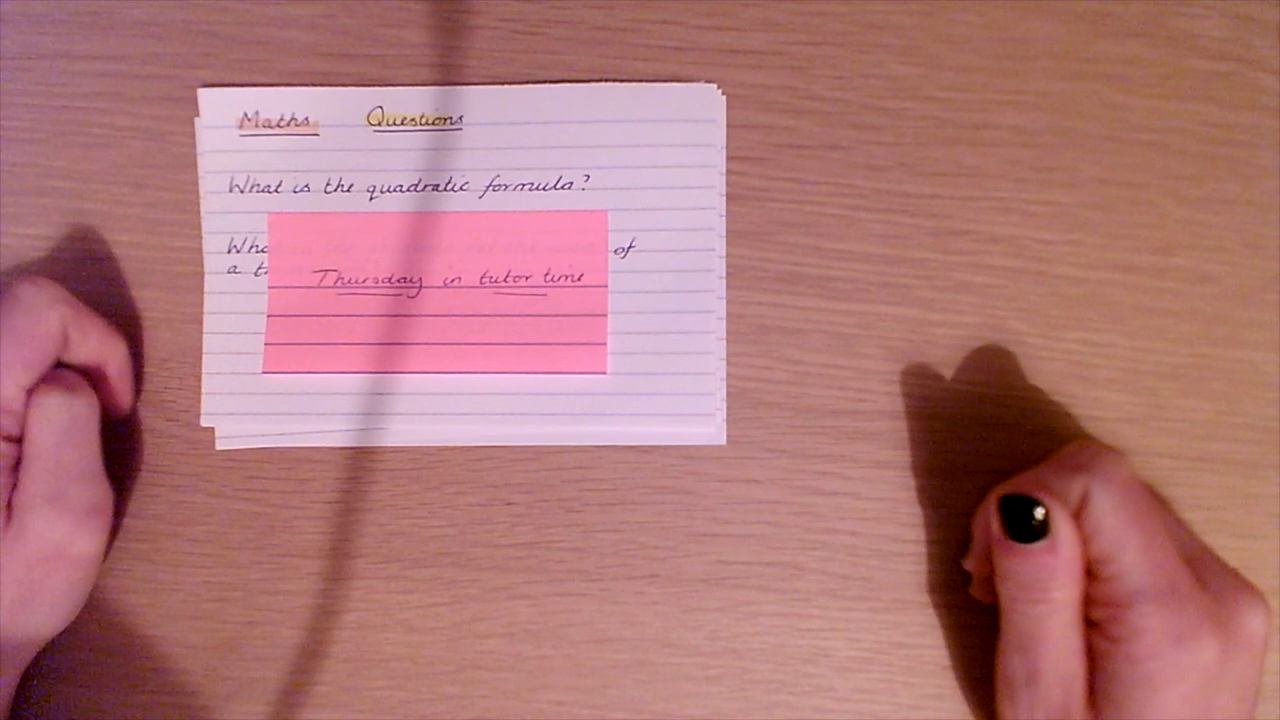 Maths Questions
What is the quadratic formula?
of
a
Thursday in tutor time